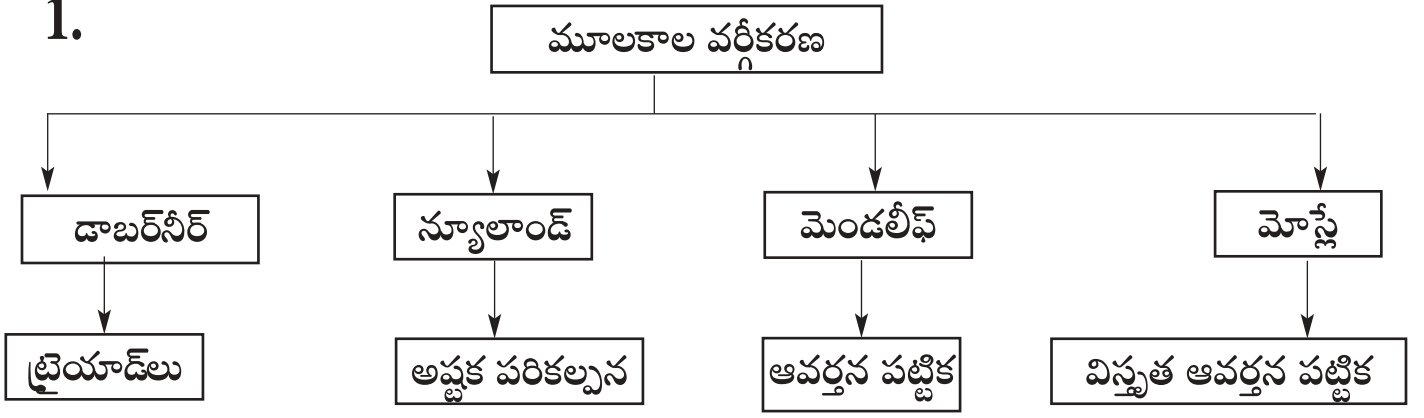 1.
మూలకాల వర్గీకరణ
డాబర్‌నీర్
న్యూలాండ్
మెండలీఫ్
మోస్లే
ట్రైయాడ్‌లు
అష్టక పరికల్పన
ఆవర్తన పట్టిక
విస్తృత ఆవర్తన పట్టిక